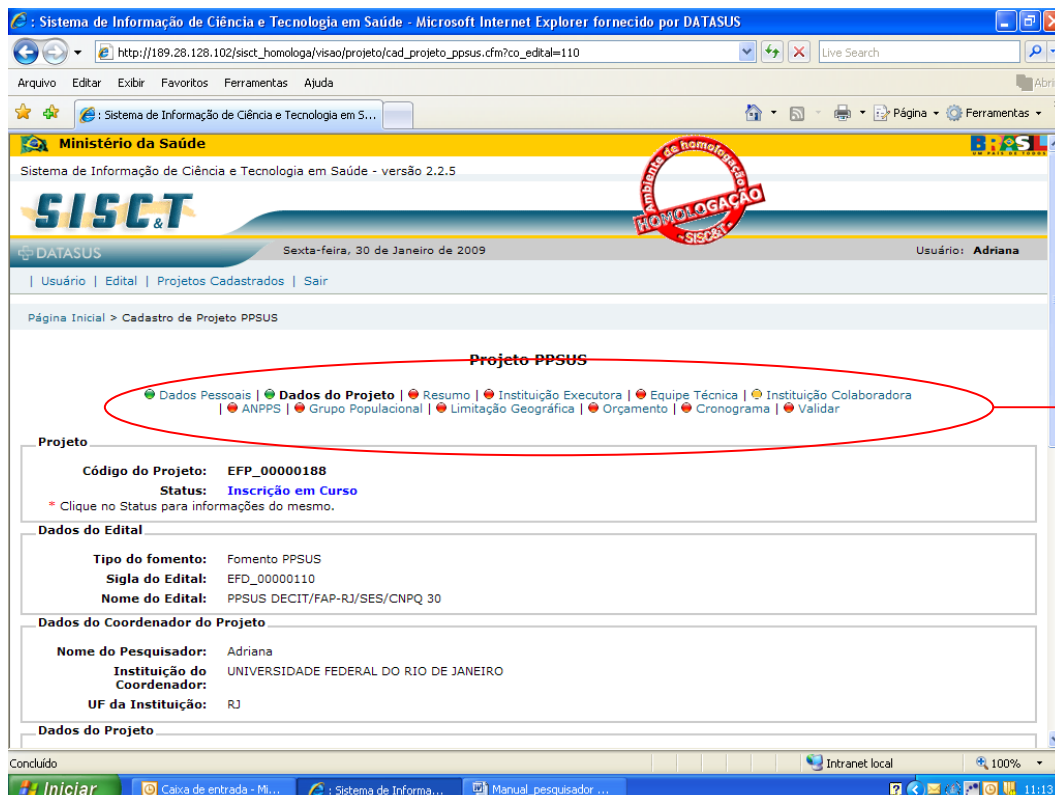 : Sistema de Informação de Ciência e Tecnologia em Saúde - Microsoft Internet Explorer fornecido por DATASUS
http://189.28.128.102/sisct_homologa/visao/projeto/cad_projeto_ppsus.cfm?co_edital=110
Live Search
Arquivo Editar Exibir Favoritos Ferramentas Ajuda
: Sistema de Informação de Ciência e Tecnologia em S...
Página
Ferramentas
Ministério da Saúde
BRASIL
UM PAÍS DE TODOS
Sistema de Informação de Ciência e Tecnologia em Saúde - versão 2.2.5
Ambiente de homologação
HOMOLOGAÇÃO
-SISC&T-
SISC&T
DATASUS
Sexta-feira, 30 de Janeiro de 2009
Usuário: Adriana
| Usuário | Edital | Projetos Cadastrados | Sair
Página Inicial > Cadastro de Projeto PPSUS
Projeto PPSUS
Dados Pessoais | Dados do Projeto | Resumo | Instituição Executora | Equipe Técnica | Instituição Colaboradora
| ANPPS | Grupo Populacional | Limitação Geográfica | Orçamento | Cronograma | Validar
Projeto
Código do Projeto: EFP_00000188
Status: Inscrição em Curso
* Clique no Status para informações do mesmo.
Dados do Edital
Tipo do fomento: Fomento PPSUS
Sigla do Edital: EFD_00000110
Nome do Edital: PPSUS DECIT/FAP-RJ/SES/CNPQ 30
Dados do Coordenador do Projeto
Nome do Pesquisador: Adriana
Instituição do Coordenador: UNIVERSIDADE FEDERAL DO RIO DE JANEIRO
UF da Instituição: RJ
Dados do Projeto
Concluído
Intranet local
100%
Iniciar
Caixa de entrada - Mi...
: Sistema de Informa...
Manual_pesquisador ...
11:13